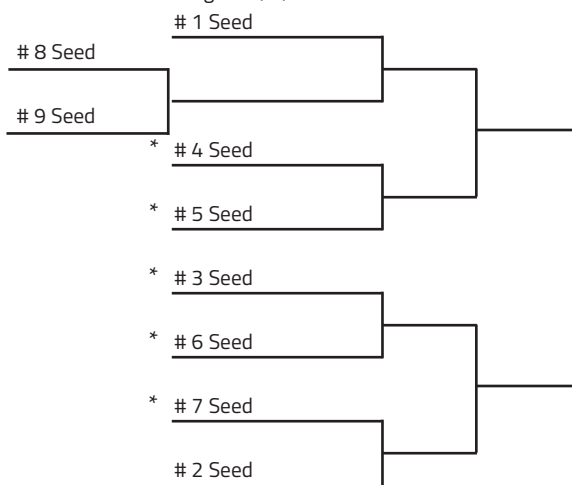 # 1 Seed
# 8 Seed
# 9 Seed
* # 4 Seed
* # 5 Seed
* # 3 Seed
* # 6 Seed
* # 7 Seed
# 2 Seed